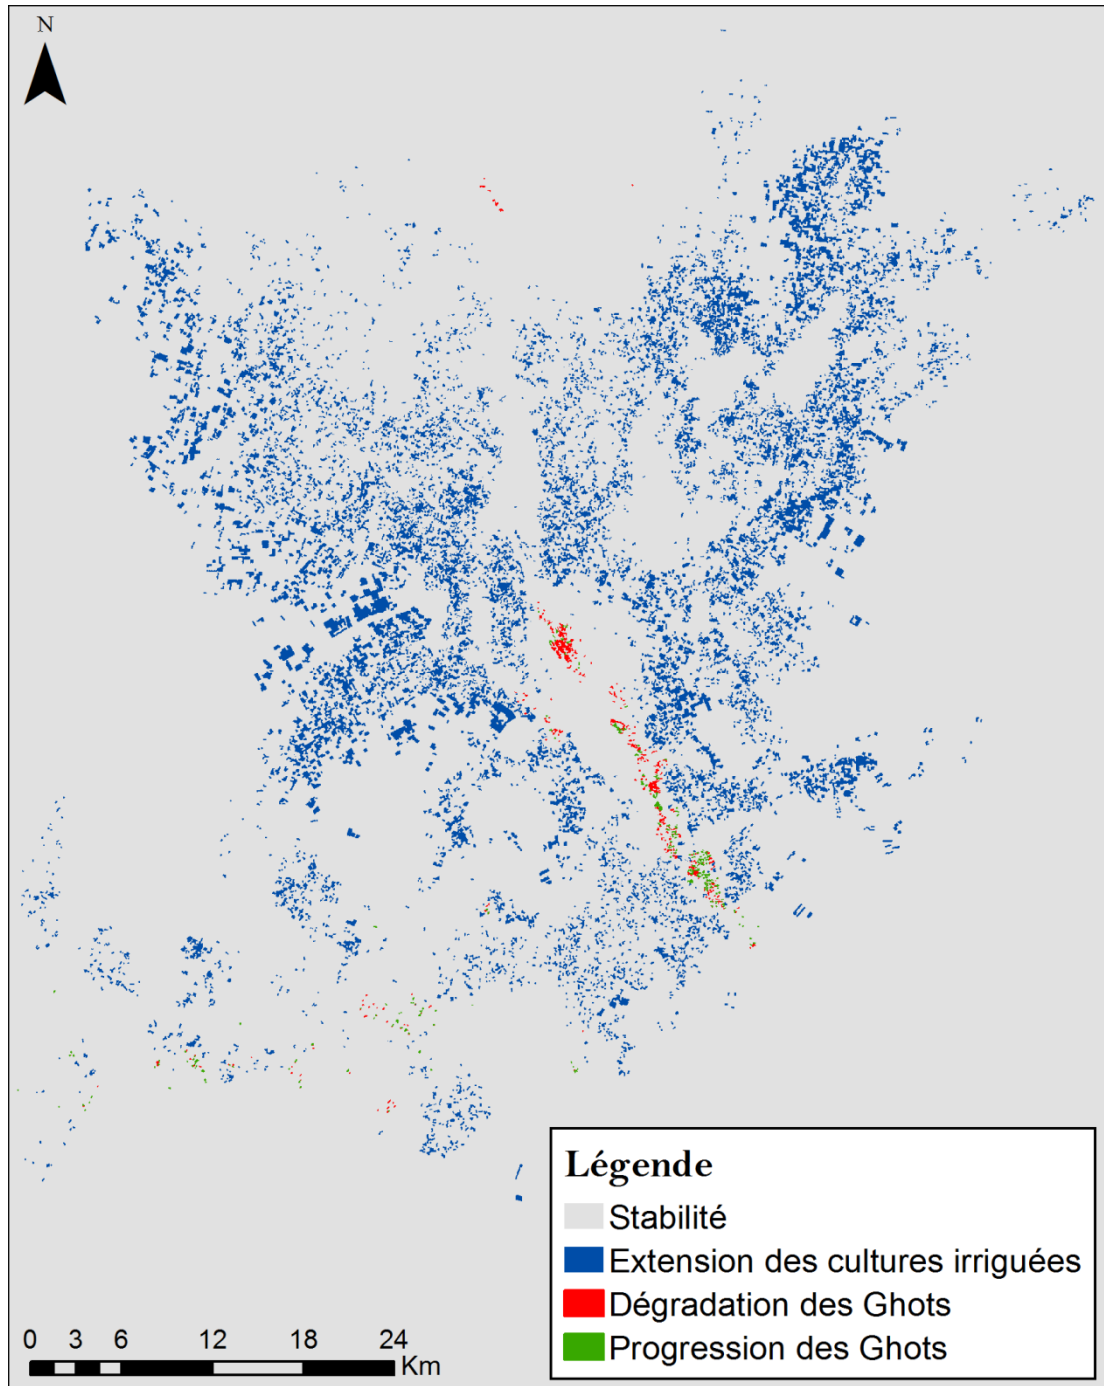 N
Légende
Stabilité
Extension des cultures irriguées
Dégradation des Ghots
Progression des Ghots
0 3 6 12 18 24
Km